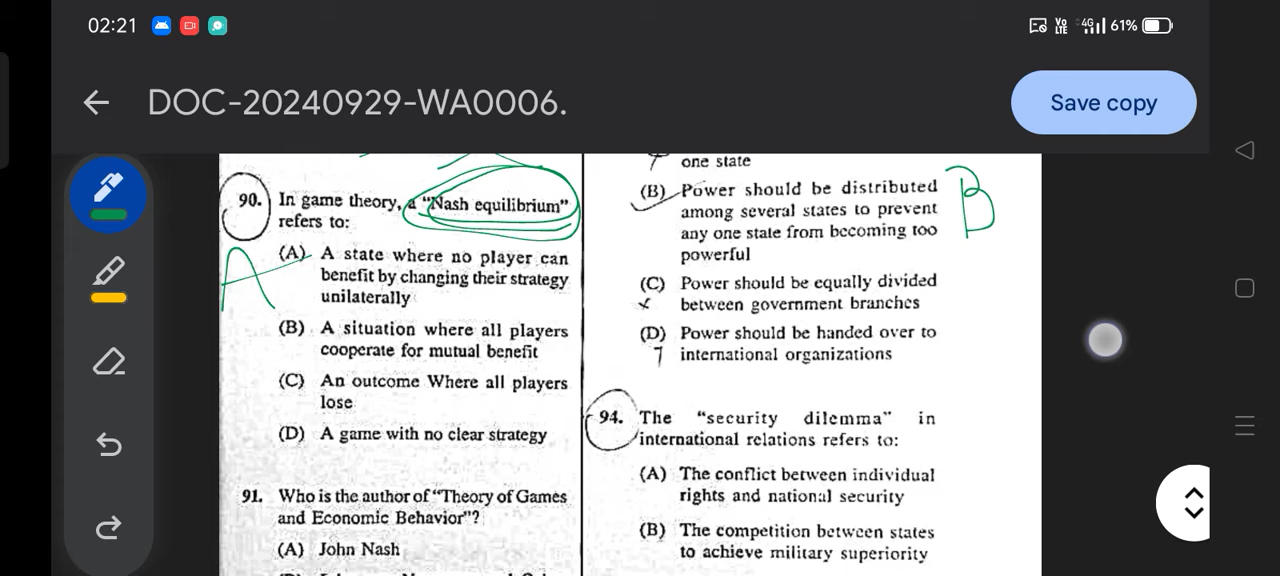 02:21
Vo
LTE
4G
61%
DOC-20240929-WA0006.
Save copy
90. In game theory, a "Nash equilibrium"
refers to:
A
(A) A state where no player can
benefit by changing their strategy
unilaterally
(B) A situation where all players
cooperate for mutual benefit
(C) An outcome Where all players
lose
(D) A game with no clear strategy
91. Who is the author of "Theory of Games
and Economic Behavior"?
(A) John Nash
one state
(B) Power should be distributed
among several states to prevent
any one state from becoming too
powerful
B
(C) Power should be equally divided
between government branches
(D) Power should be handed over to
international organizations
94. The "security dilemma" in
international relations refers to:
(A) The conflict between individual
rights and national security
(B) The competition between states
to achieve military superiority